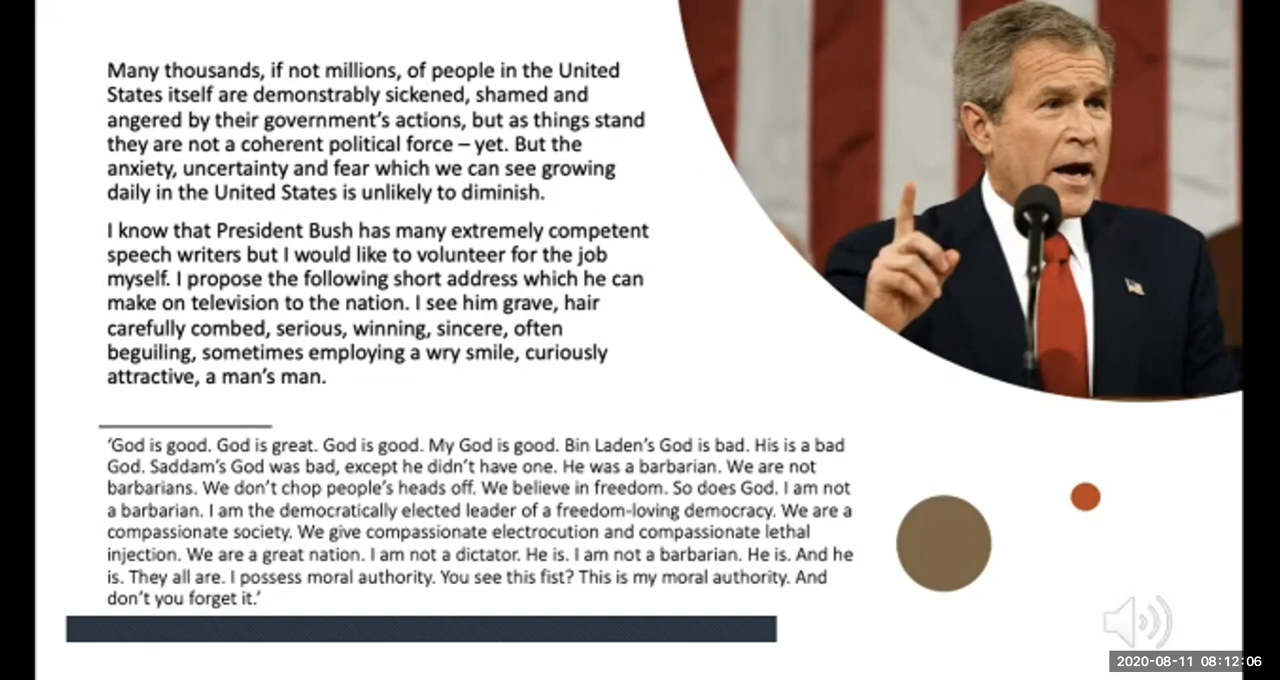 Many thousands, if not millions, of people in the United
States itself are demonstrably sickened, shamed and
angered by their government's actions, but as things stand
they are not a coherent political force – yet. But the
anxiety, uncertainty and fear which we can see growing
daily in the United States is unlikely to diminish.
I know that President Bush has many extremely competent
speech writers but I would like to volunteer for the job
myself. I propose the following short address which he can
make on television to the nation. I see him grave, hair
carefully combed, serious, winning, sincere, often
beguiling, sometimes employing a wry smile, curiously
attractive, a man's man.
‘God is good. God is great. God is good. My God is good. Bin Laden's God is bad. His is a bad
God. Saddam's God was bad, except he didn't have one. He was a barbarian. We are not
barbarians. We don't chop people's heads off. We believe in freedom. So does God. I am not
a barbarian. I am the democratically elected leader of a freedom-loving democracy. We are a
compassionate society. We give compassionate electrocution and compassionate lethal
injection. We are a great nation. I am not a dictator. He is. I am not a barbarian. He is. And he
is. They all are. I possess moral authority. You see this fist? This is my moral authority. And
don't you forget it.’
2020-08-11 08:12:06